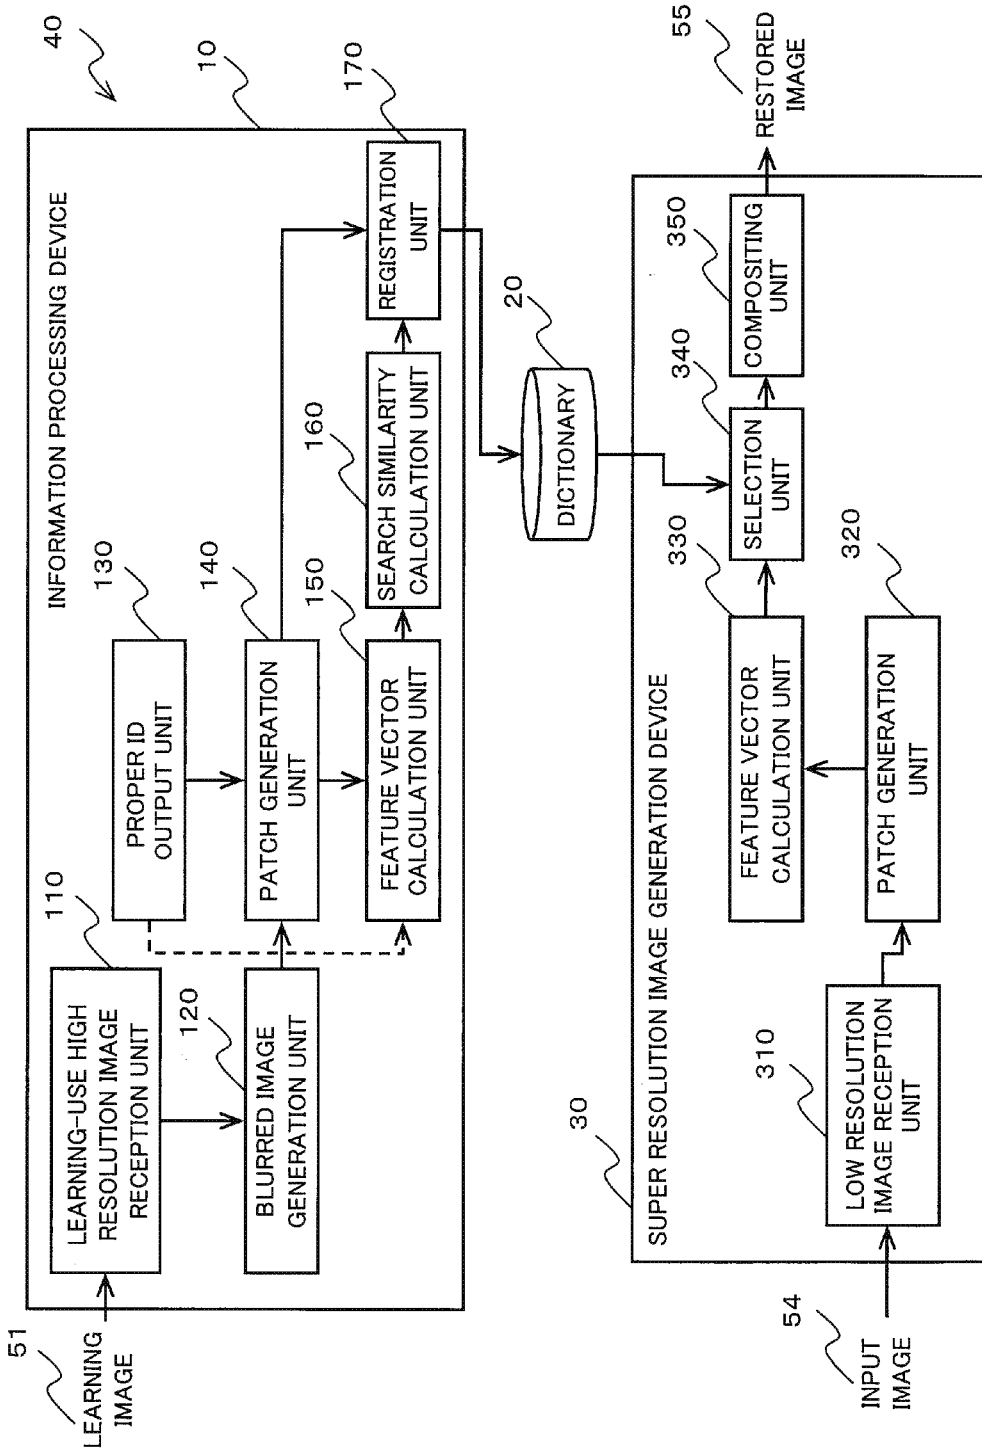 40
10
INFORMATION PROCESSING DEVICE
51
LEARNING
IMAGE
110
LEARNING-USE HIGH
RESOLUTION IMAGE
RECEPTION UNIT
120
BLURRED IMAGE
GENERATION UNIT
130
PROPER ID
OUTPUT UNIT
140
PATCH GENERATION
UNIT
150
FEATURE VECTOR
CALCULATION UNIT
160
SEARCH SIMILARITY
CALCULATION UNIT
170
REGISTRATION
UNIT
20
DICTIONARY
30
SUPER RESOLUTION IMAGE GENERATION DEVICE
54
INPUT
IMAGE
310
LOW RESOLUTION
IMAGE RECEPTION
UNIT
320
PATCH GENERATION
UNIT
330
FEATURE VECTOR
CALCULATION UNIT
340
SELECTION
UNIT
350
COMPOSITING
UNIT
55
RESTORED
IMAGE